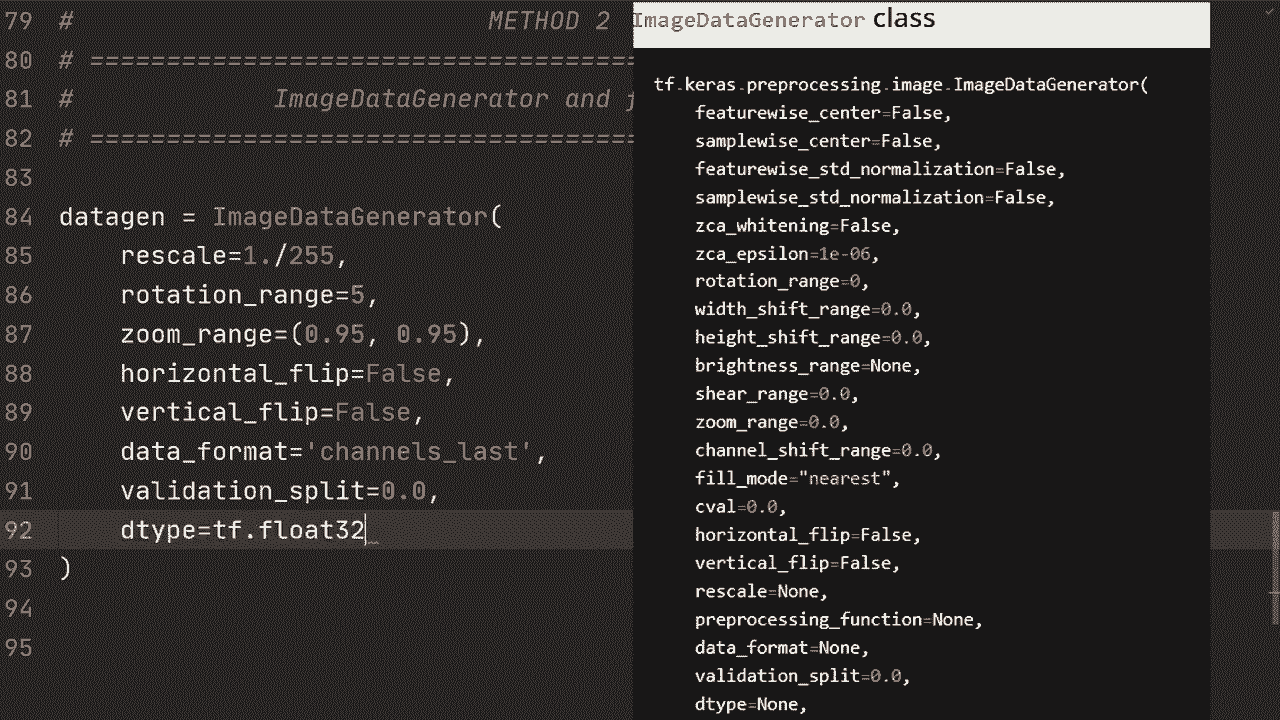 79 # METHOD 2
80 # ===================================
81 # ImageDataGenerator and f
82 # ===================================
83
84 datagen = ImageDataGenerator(
85 rescale=1./255,
86 rotation_range=5,
87 zoom_range=(0.95, 0.95),
88 horizontal_flip=False,
89 vertical_flip=False,
90 data_format='channels_last',
91 validation_split=0.0,
92 dtype=tf.float32
93 )
94
95
ImageDataGenerator class
tf.keras.preprocessing.image.ImageDataGenerator(
featurewise_center=False,
samplewise_center=False,
featurewise_std_normalization=False,
samplewise_std_normalization=False,
zca_whitening=False,
zca_epsilon=1e-06,
rotation_range=0,
width_shift_range=0.0,
height_shift_range=0.0,
brightness_range=None,
shear_range=0.0,
zoom_range=0.0,
channel_shift_range=0.0,
fill_mode="nearest",
cval=0.0,
horizontal_flip=False,
vertical_flip=False,
rescale=None,
preprocessing_function=None,
data_format=None,
validation_split=0.0,
dtype=None,